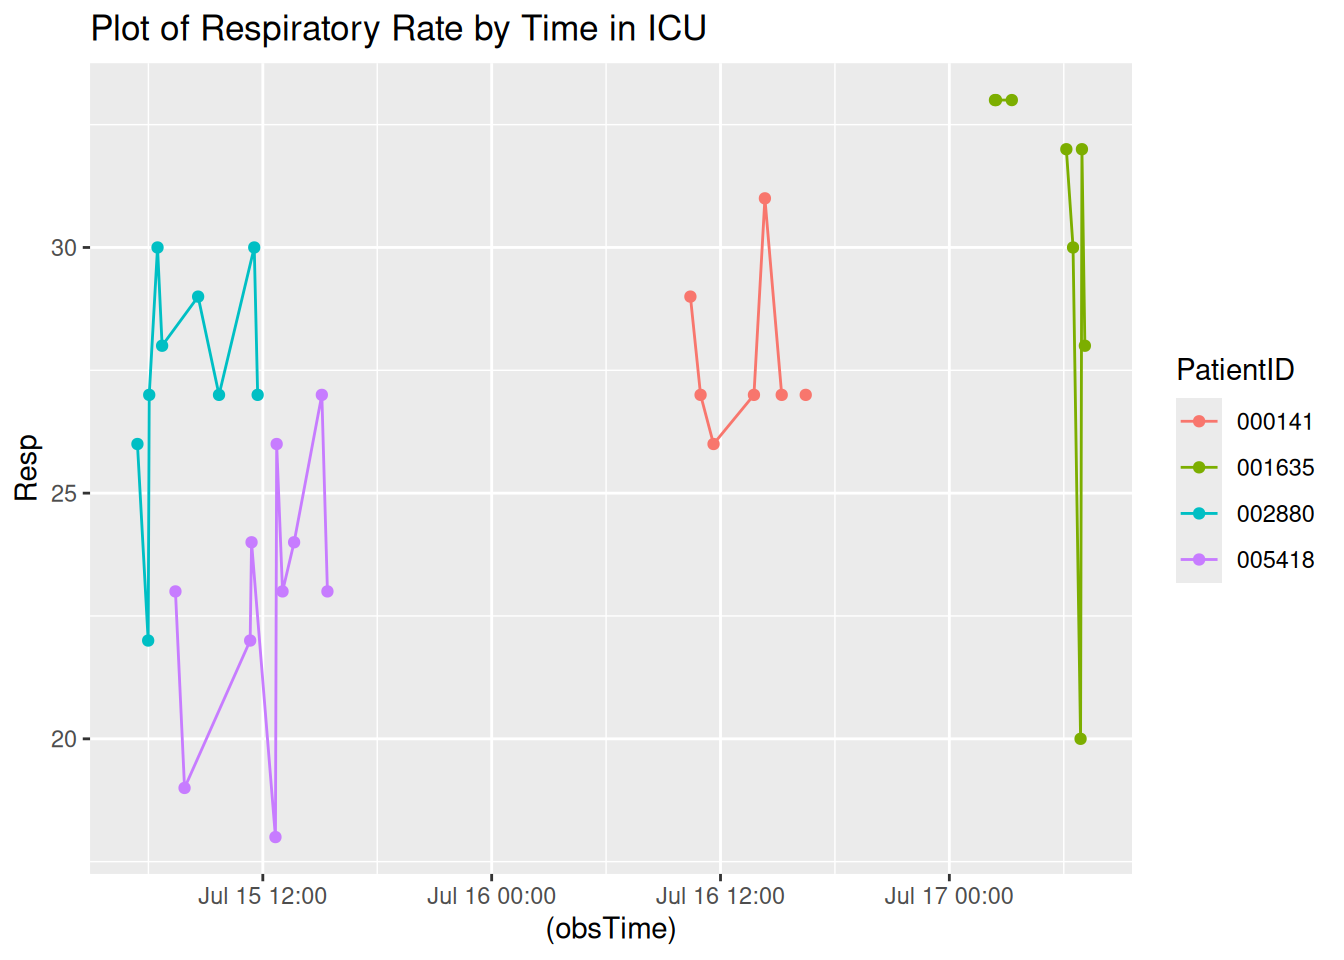 Plot of Respiratory Rate by Time in ICU
Resp
30
25
20
Jul 15 12:00
Jul 16 00:00
Jul 16 12:00
Jul 17 00:00
(obsTime)
PatientID
000141
001635
002880
005418